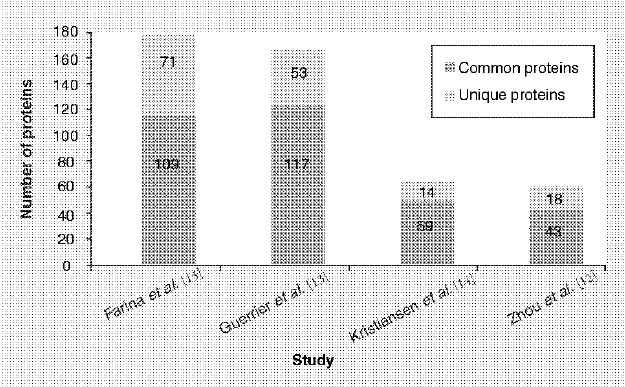 180
160
140
120
100
80
60
40
20
0
Number of proteins
71
109
53
117
14
59
18
43
Common proteins
Unique proteins
Farina et al.
Guerrier et al. [13]
Kristiansen et al. [14]
Zhou et al. [12]
Study